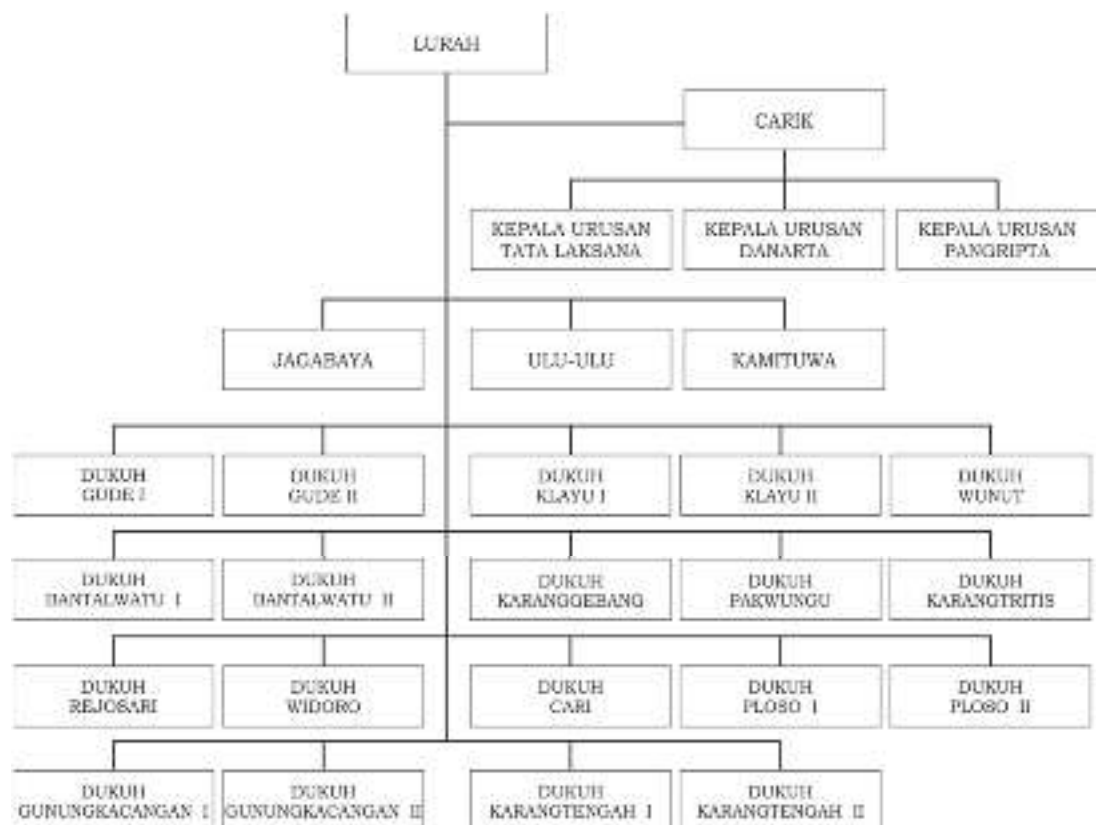 LURAH
CARIK
KEPALA URUSAN
TATA LAKSANA
KEPALA URUSAN
DANARTA
KEPALA URUSAN
PANGRIPTA
JAGABAYA
ULU-ULU
KAMITUWA
DUKUH
GUDE I
DUKUH
GUDE II
DUKUH
KLAYU I
DUKUH
KLAYU II
DUKUH
WUNUT
DUKUH
BANTALWATU I
DUKUH
BANTALWATU II
DUKUH
KARANGGEBANG
DUKUH
PAKWUNGU
DUKUH
KARANGTRITIS
DUKUH
REJOSARI
DUKUH
WIDORO
DUKUH
CARI
DUKUH
PLOSO I
DUKUH
PLOSO II
DUKUH
GUNUNGKACANGAN I
DUKUH
GUNUNGKACANGAN II
DUKUH
KARANGTENGAH I
DUKUH
KARANGTENGAH II